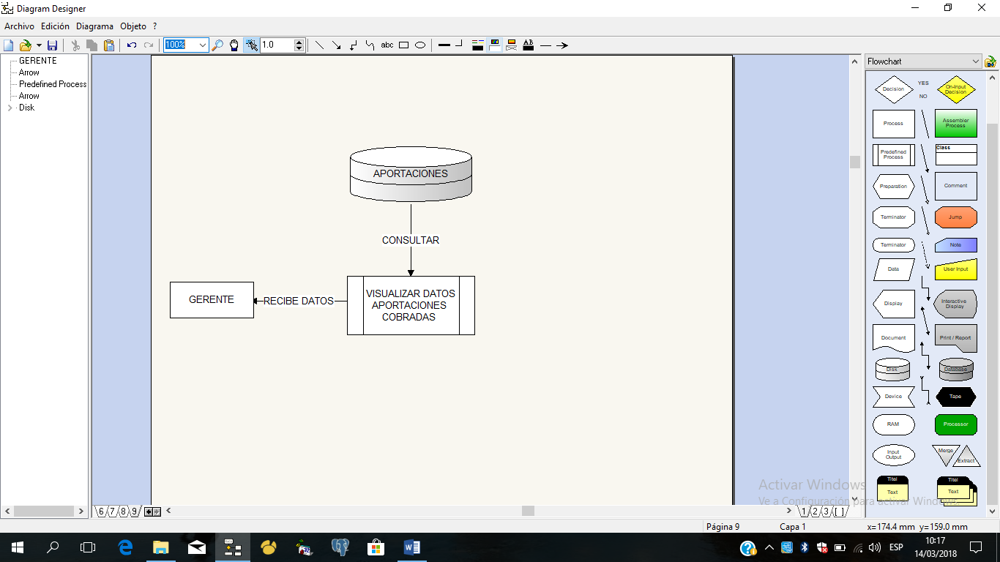 Diagram Designer
Archivo Edición Diagrama Objeto ?
100% 1.0 abc AB
GERENTE
Arrow
Predefined Process
Arrow
Disk
APORTACIONES
CONSULTAR
GERENTE
RECIBE DATOS
VISUALIZAR DATOS
APORTACIONES
COBRADAS
Flowchart
Decision
YES
NO
On-Input
Decision
Process
Assembler
Process
Predefined
Process
Class
Preparation
Comment
Terminator
Jump
Terminator
Note
Data
User Input
Display
Interactive
Display
Document
Print / Report
Disk
Database
Device
Tape
RAM
Processor
Input
Output
Merge
Extract
Titel
Text
Titel
Text
Activar Windows
Ve a Configuración para activar Windows.
6 7 8 9
1 2 3 [ ]
Página 9 Capa 1 x=174.4 mm y=159.0 mm
ESP
10:17
14/03/2018